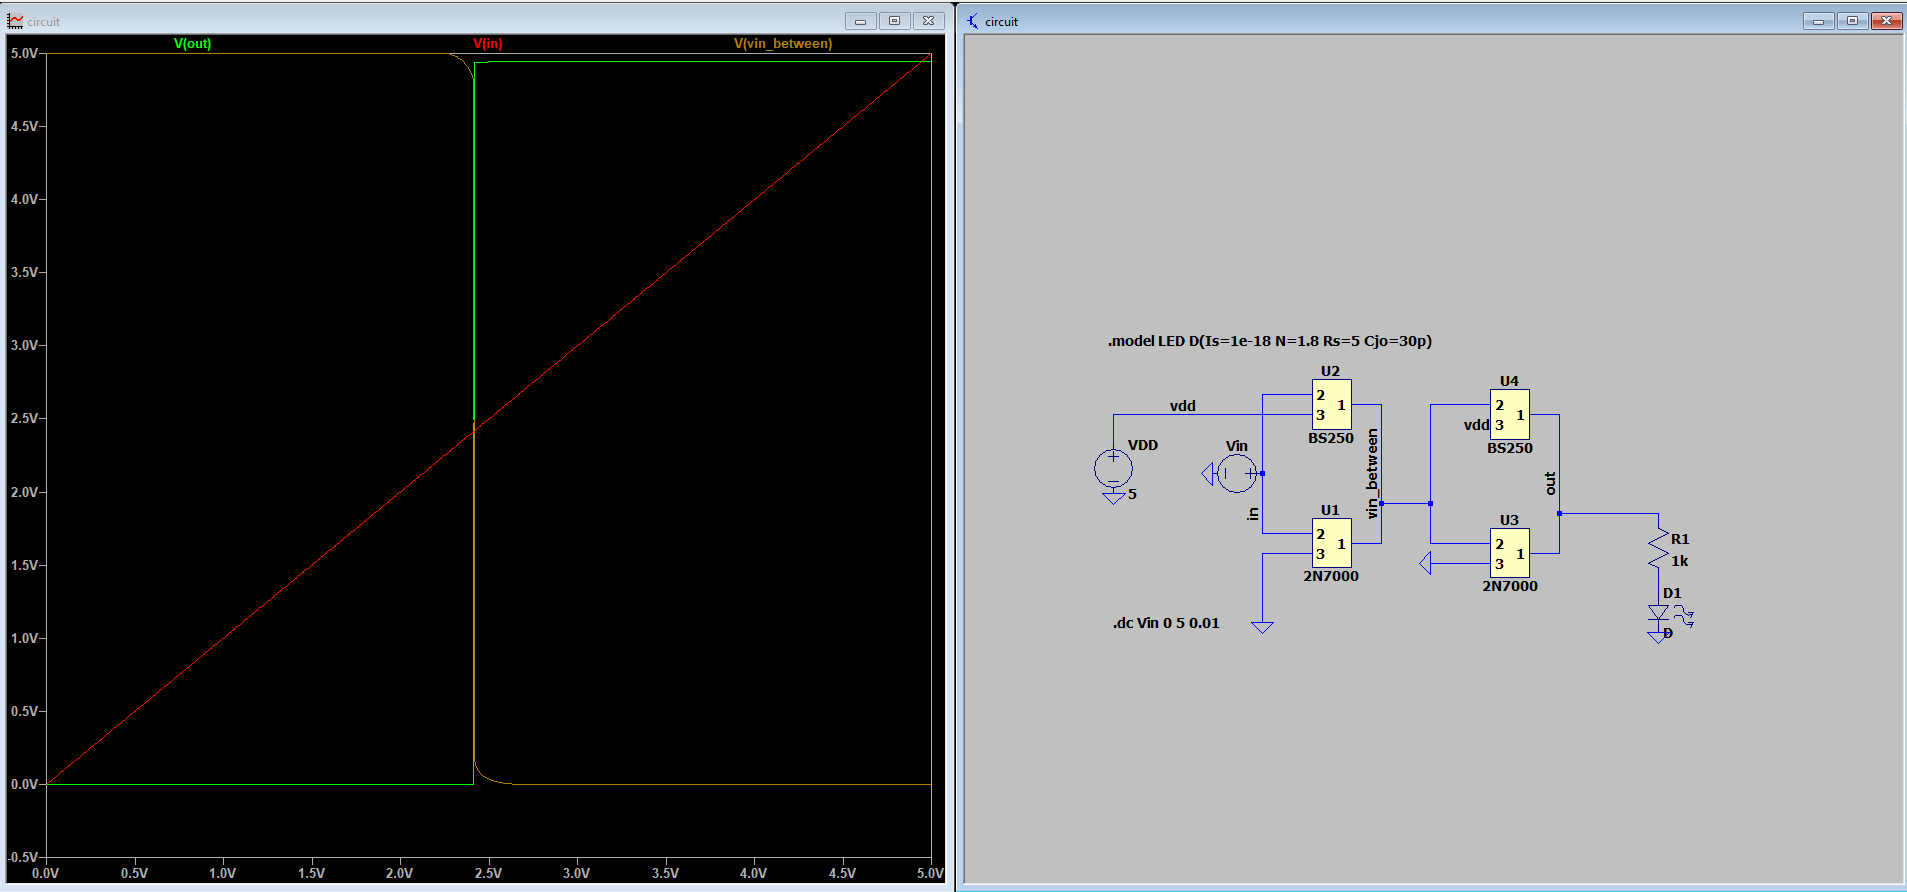 circuit
V(out) V(in) V(vin_between)
5.0V
4.5V
4.0V
3.5V
3.0V
2.5V
2.0V
1.5V
1.0V
0.5V
0.0V
-0.5V
0.0V 0.5V 1.0V 1.5V 2.0V 2.5V 3.0V 3.5V 4.0V 4.5V 5.0V
circuit
.model LED D(Is=1e-18 N=1.8 Rs=5 Cjo=30p)
U2
2
1
3
BS250
vdd
VDD
5
Vin
in
U1
2
1
3
2N7000
vin_between
U4
2
1
vdd 3
BS250
out
U3
2
1
3
2N7000
R1
1k
D1
D
.dc Vin 0 5 0.01